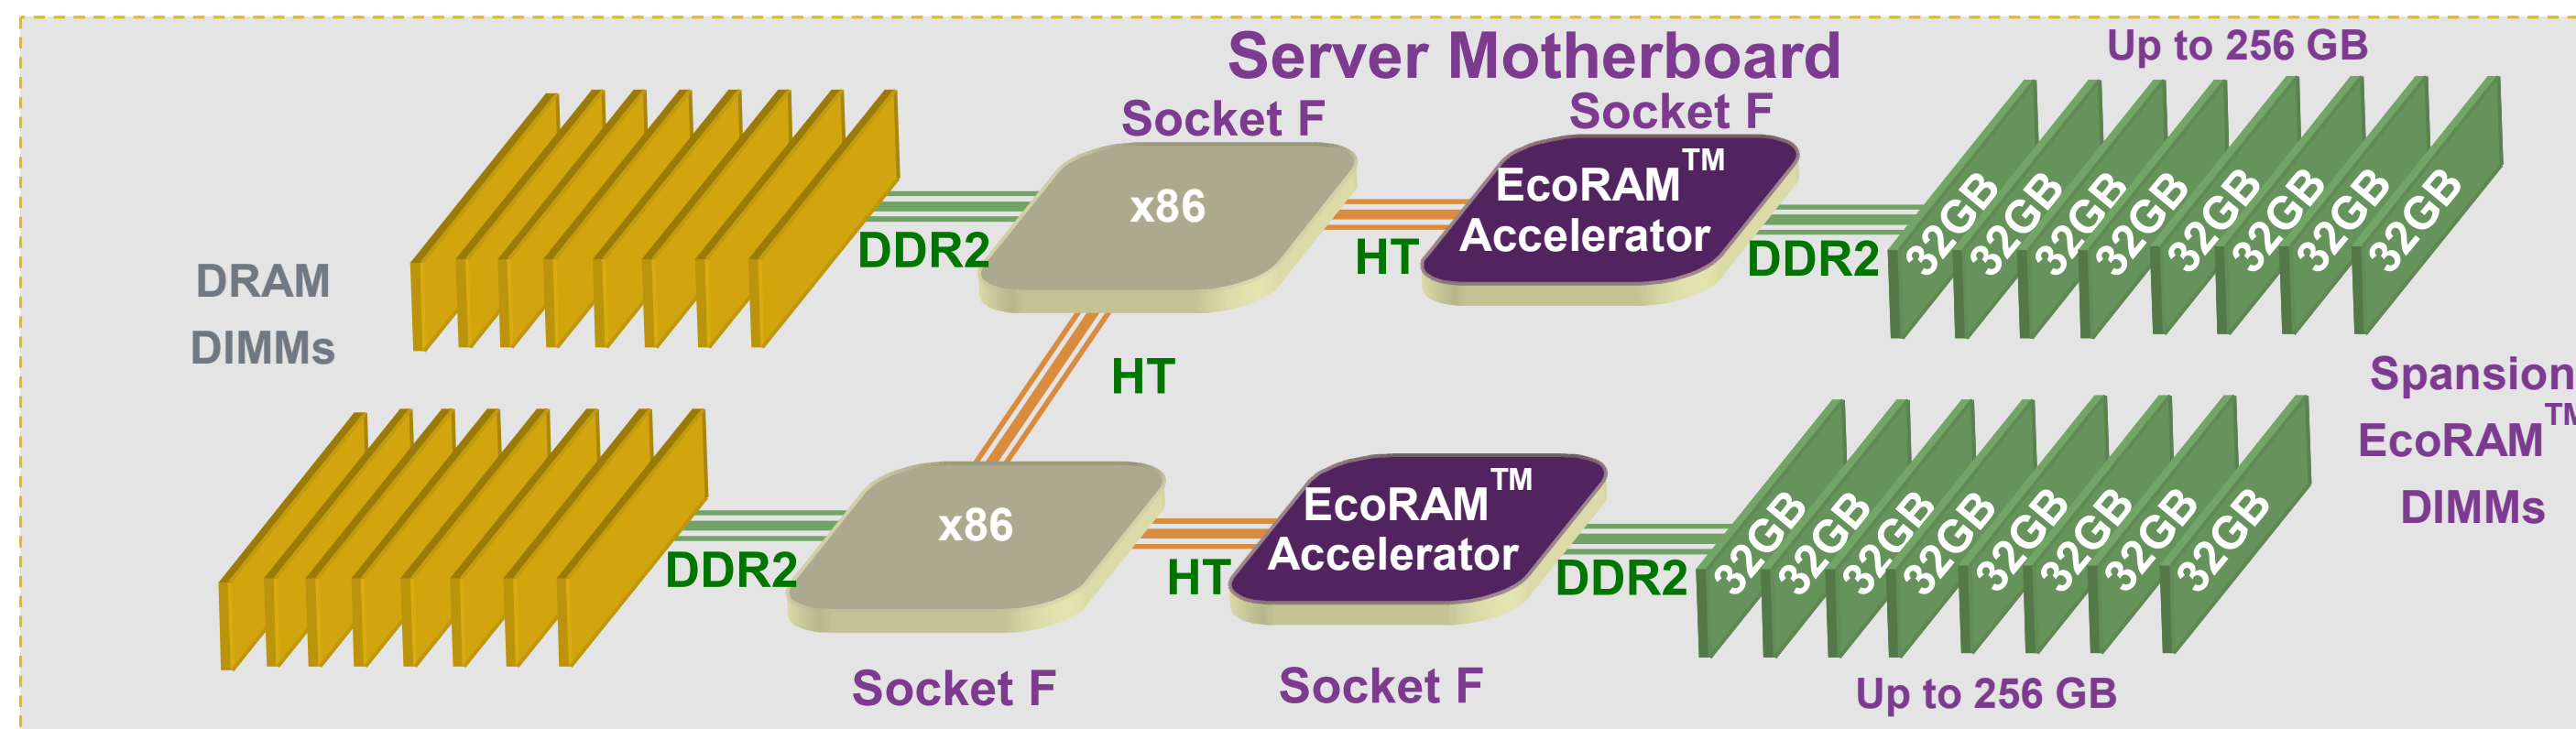 Server Motherboard
Up to 256 GB
Socket F
Socket F
x86
EcoRAM™
Accelerator
DDR2
HT
DDR2
32GB
32GB
32GB
32GB
32GB
32GB
32GB
32GB
DRAM
DIMMs
HT
Spansion
EcoRAM™
DIMMs
x86
EcoRAM™
Accelerator
DDR2
HT
DDR2
32GB
32GB
32GB
32GB
32GB
32GB
32GB
32GB
Socket F
Socket F
Up to 256 GB